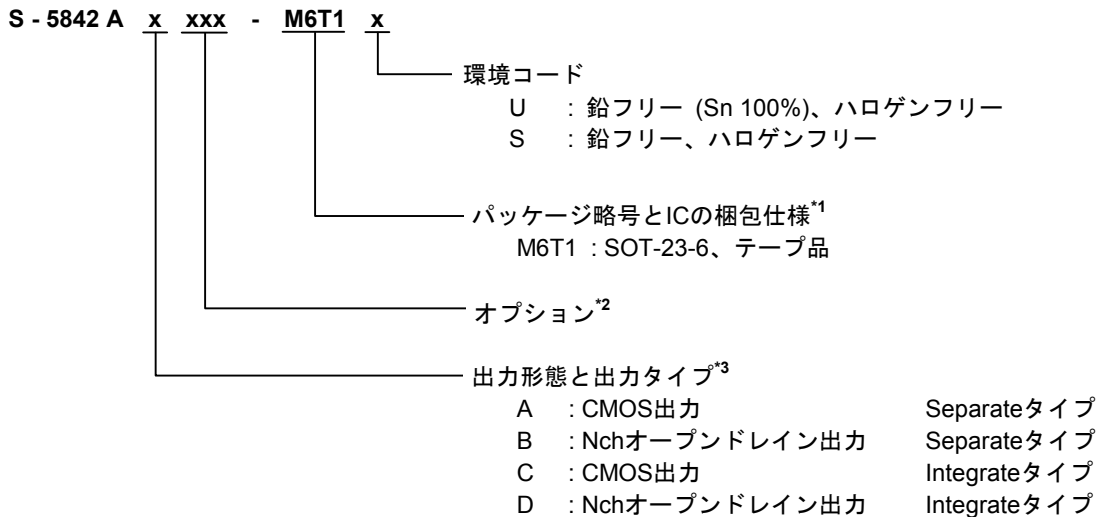 S - 5842 A x xxx - M6T1 x
環境コード
U : 鉛フリー (Sn 100%)、ハロゲンフリー
S : 鉛フリー、ハロゲンフリー
パッケージ略号とICの梱包仕様*1
M6T1 : SOT-23-6、テープ品
オプション*2
出力形態と出力タイプ*3
A : CMOS出力 Separateタイプ
B : Nchオープンドレイン出力 Separateタイプ
C : CMOS出力 Integrateタイプ
D : Nchオープンドレイン出力 Integrateタイプ